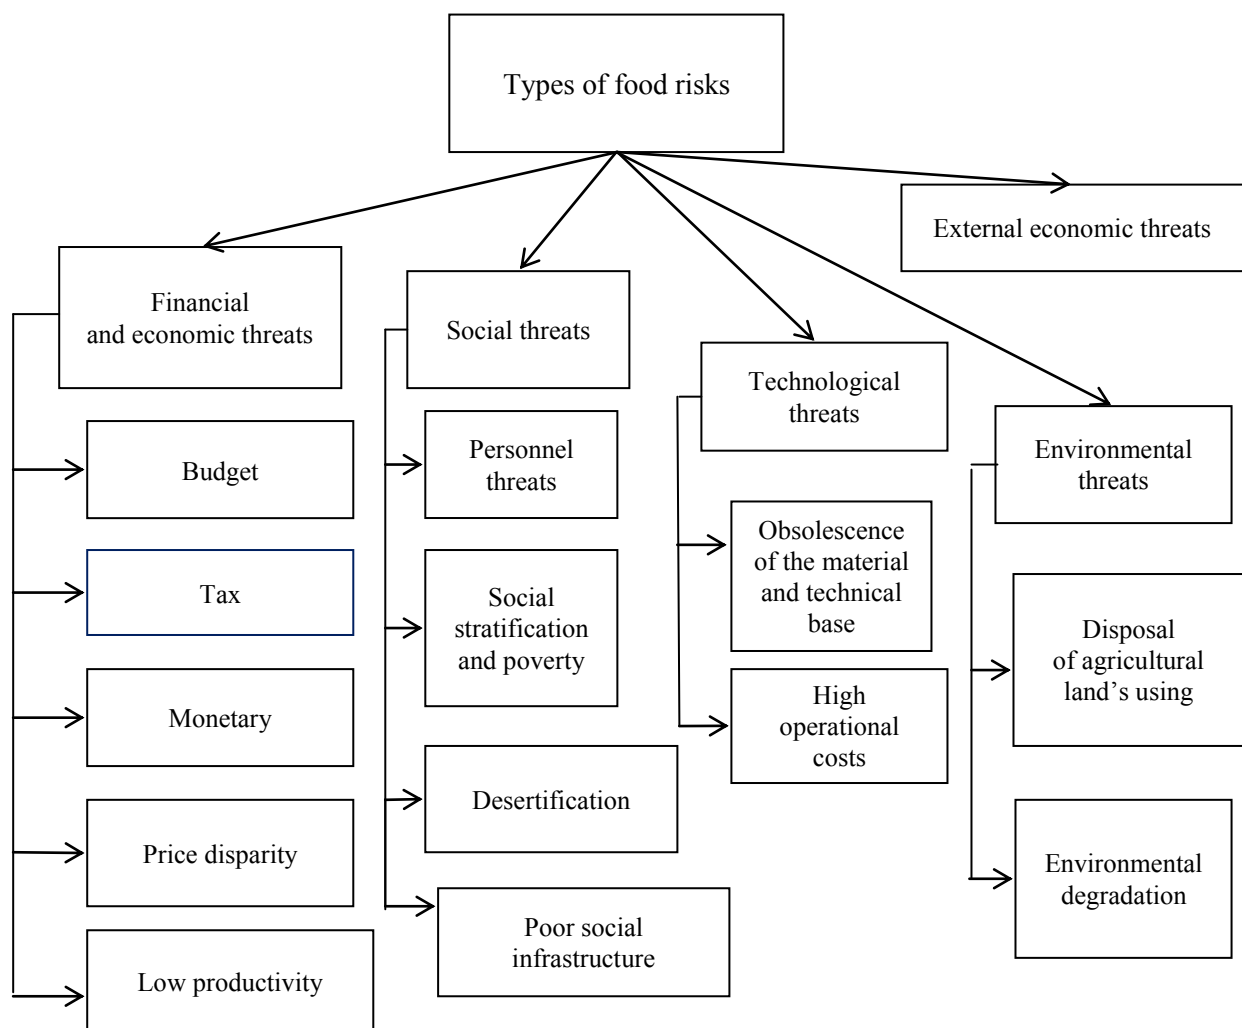 Types of food risks
External economic threats
Financial
and economic threats
Social threats
Technological
threats
Environmental
threats
Budget
Tax
Monetary
Price disparity
Low productivity
Personnel
threats
Social
stratification
and poverty
Desertification
Poor social
infrastructure
Obsolescence
of the material
and technical
base
High
operational
costs
Disposal
of agricultural
land’s using
Environmental
degradation